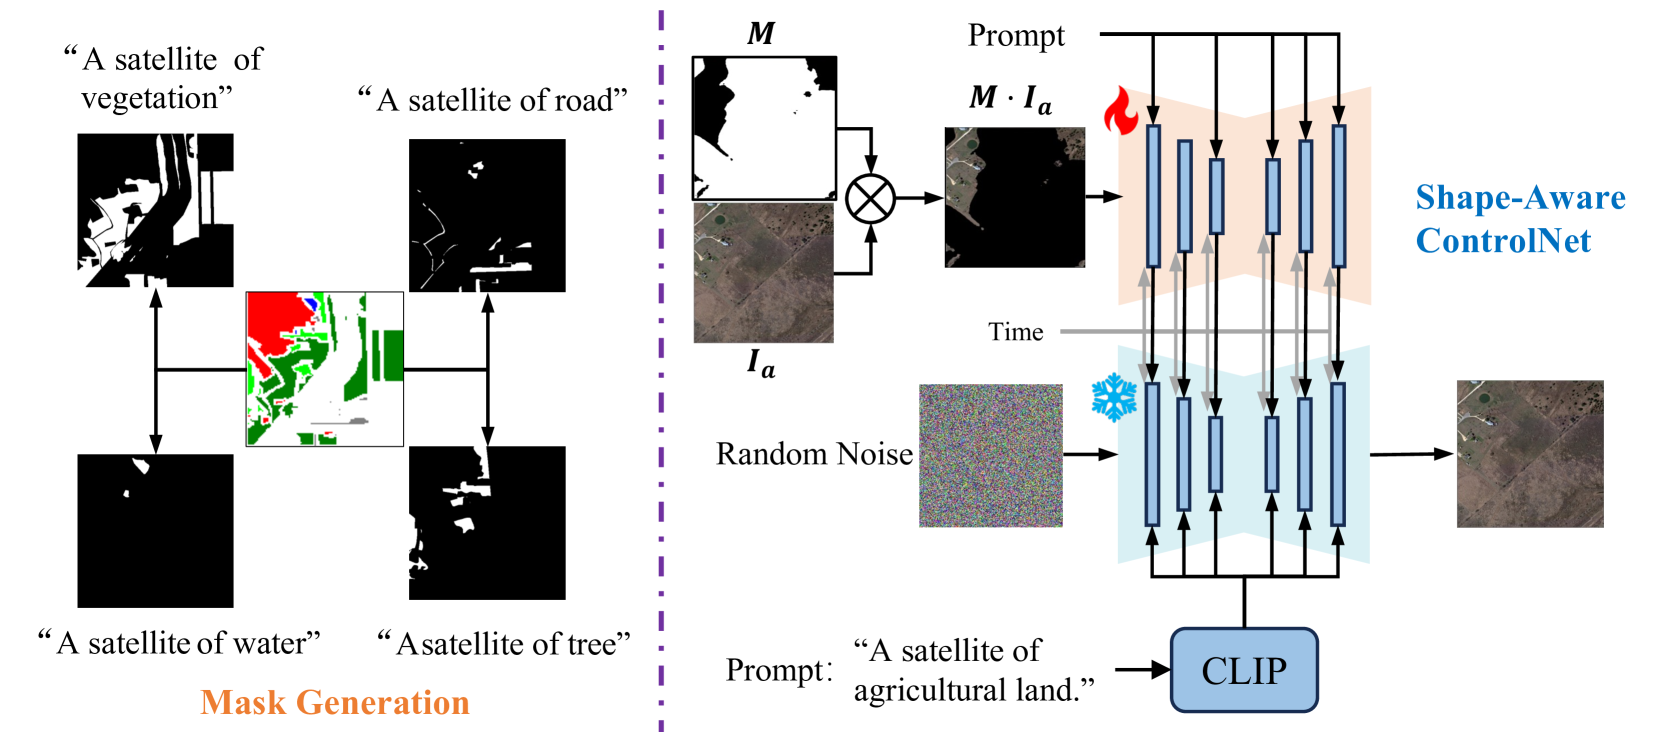 “A satellite of
vegetation”
“A satellite of road”
“A satellite of water”
“Asatellite of tree”
Mask Generation
M
I_a
M · I_a
Prompt
Shape-Aware
ControlNet
Time
Random Noise
Prompt:
“A satellite of
agricultural land.”
CLIP